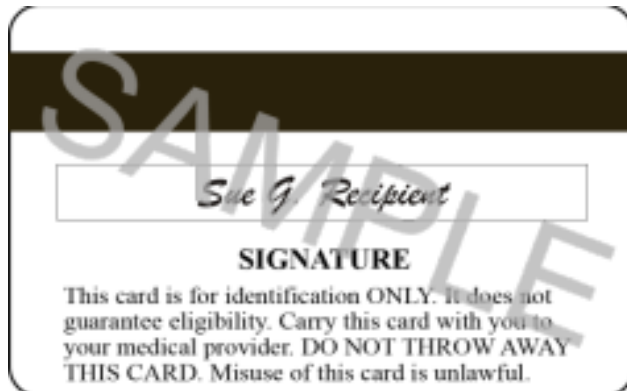 SAMPLE
Sue G. Recipient
SIGNATURE
This card is for identification ONLY. It does not
guarantee eligibility. Carry this card with you to
your medical provider. DO NOT THROW AWAY
THIS CARD. Misuse of this card is unlawful.